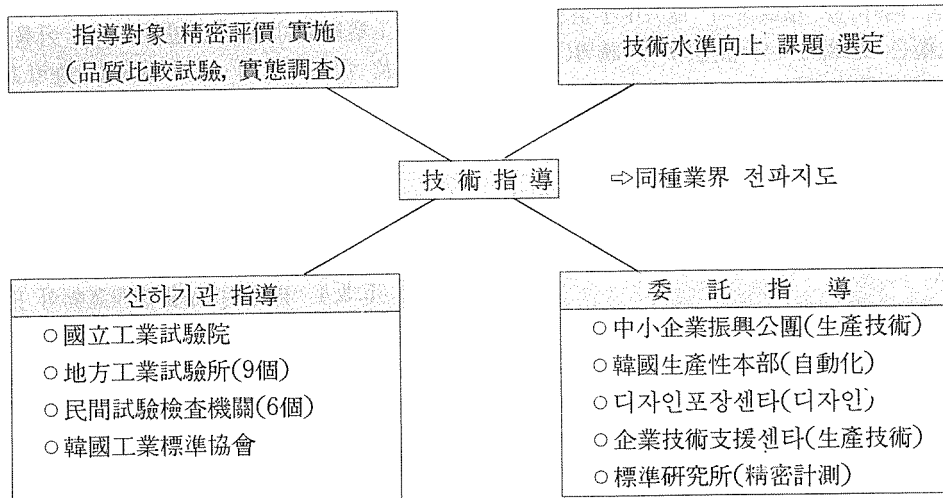 指導對象 精密評價 實施
(品質比較試驗, 實態調査)
技術水準向上 課題 選定
技術指導
⇨同種業界 전파지도
산하기관 指導
○國立工業試驗院
○地方工業試驗所(9個)
○民間試驗檢査機關(6個)
○韓國工業標準協會
委託指導
○中小企業振興公團(生產技術)
○韓國生產性本部(自動化)
○디자인포장센타(디자인)
○企業技術支援센타(生產技術)
○標準硏究所(精密計測)